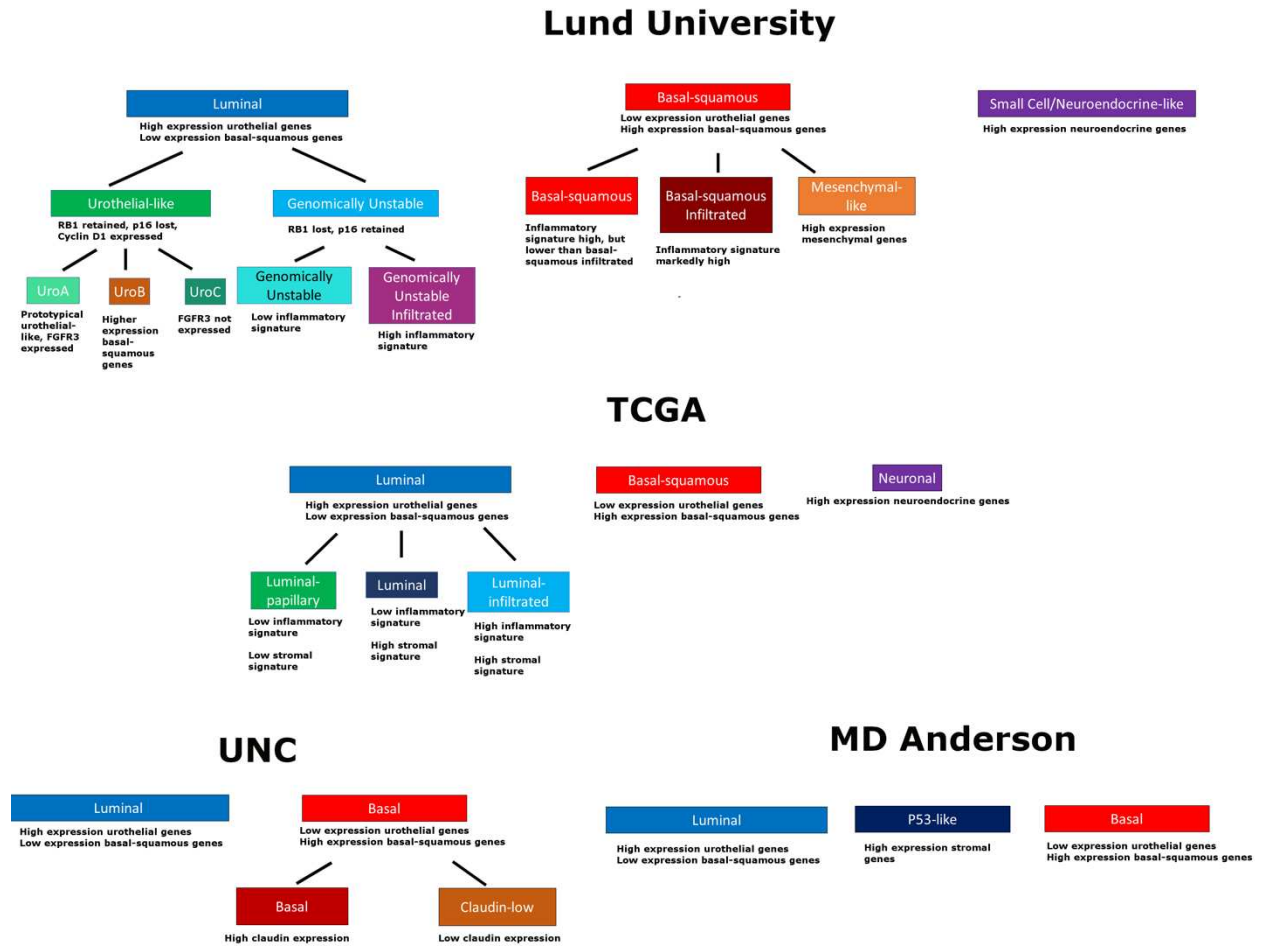 Lund University
Luminal
High expression urothelial genes
Low expression basal-squamous genes
Urothelial-like
RB1 retained, p16 lost,
Cyclin D1 expressed
UroA
Prototypical
urothelial-
like, FGFR3
expressed
UroB
Higher
expression
basal-
squamous
genes
UroC
FGFR3 not
expressed
Genomically Unstable
RB1 lost, p16 retained
Genomically
Unstable
Low inflammatory
signature
Genomically
Unstable
Infiltrated
High inflammatory
signature
Basal-squamous
Low expression urothelial genes
High expression basal-squamous genes
Basal-squamous
Inflammatory
signature high, but
lower than basal-
squamous infiltrated
Basal-squamous
Infiltrated
Inflammatory signature
markedly high
Mesenchymal-
like
High expression
mesenchymal genes
Small Cell/Neuroendocrine-like
High expression neuroendocrine genes
TCGA
Luminal
High expression urothelial genes
Low expression basal-squamous genes
Luminal-
papillary
Low inflammatory
signature
Low stromal
signature
Luminal
Low inflammatory
signature
High stromal
signature
Luminal-
infiltrated
High inflammatory
signature
High stromal
signature
Basal-squamous
Low expression urothelial genes
High expression basal-squamous genes
Neuronal
High expression neuroendocrine genes
UNC
Luminal
High expression urothelial genes
Low expression basal-squamous genes
Basal
Low expression urothelial genes
High expression basal-squamous genes
Basal
High claudin expression
Claudin-low
Low claudin expression
MD Anderson
Luminal
High expression urothelial genes
Low expression basal-squamous genes
P53-like
High expression stromal
genes
Basal
Low expression urothelial genes
High expression basal-squamous genes